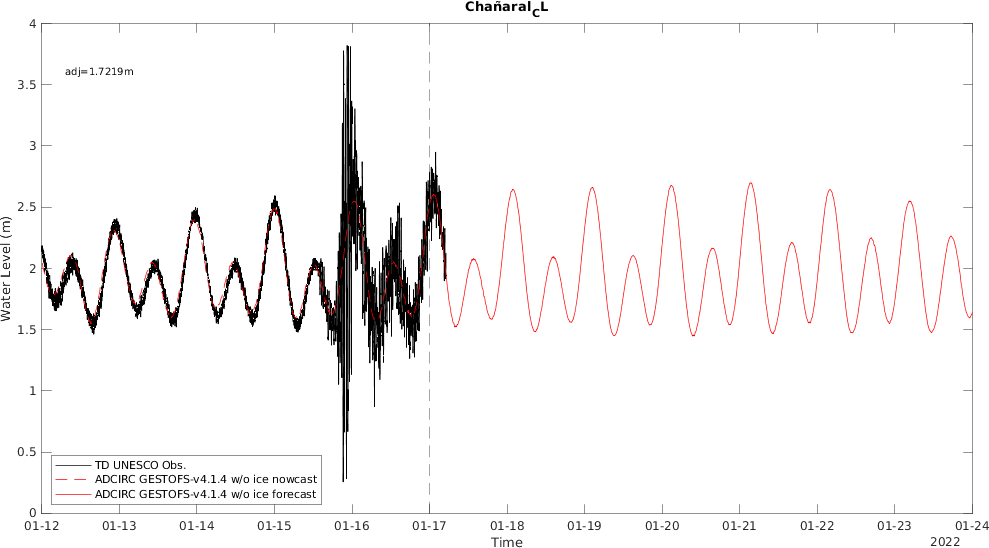 Chañaral_CL
adj=1.7219m
Water Level (m)
4
3.5
3
2.5
2
1.5
1
0.5
0
TD UNESCO Obs.
ADCIRC GESTOFS-v4.1.4 w/o ice nowcast
ADCIRC GESTOFS-v4.1.4 w/o ice forecast
01-12 01-13 01-14 01-15 01-16 01-17 01-18 01-19 01-20 01-21 01-22 01-23 01-24
Time
2022